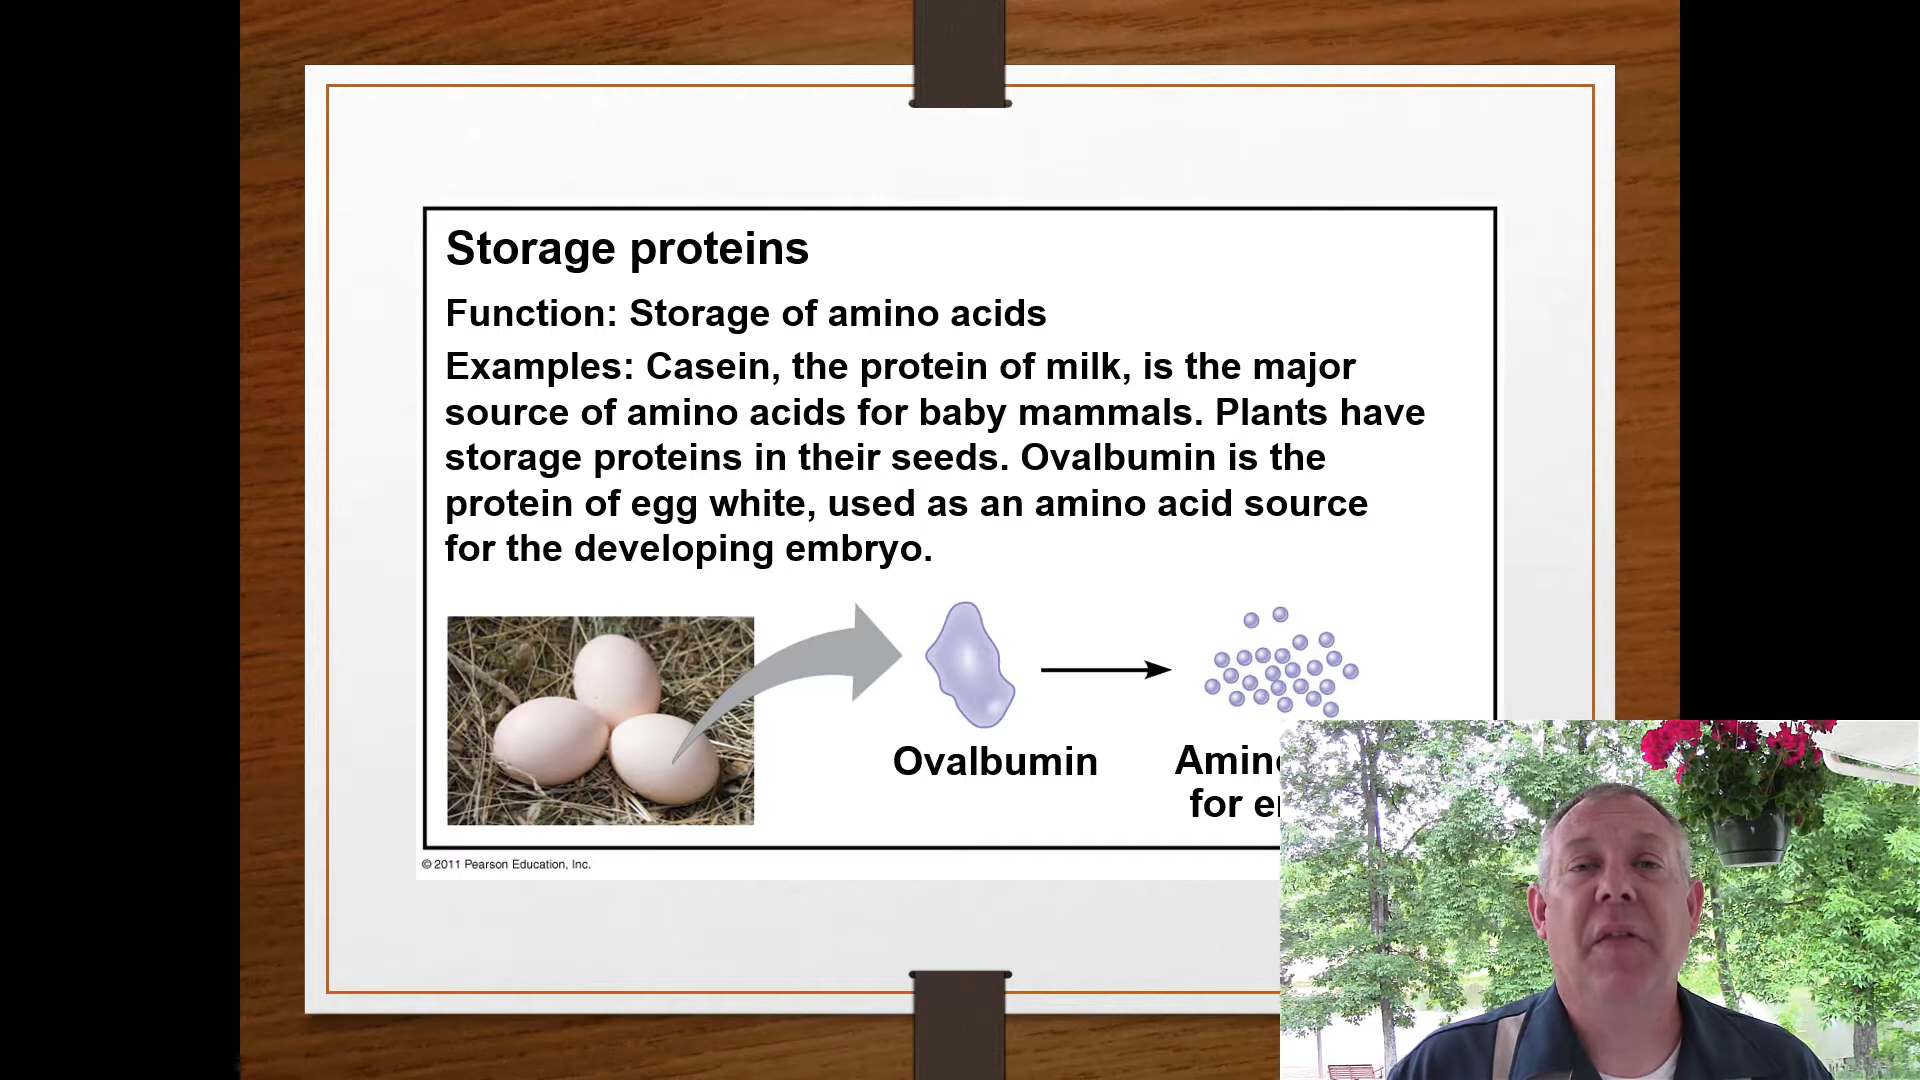 Storage proteins
Function: Storage of amino acids
Examples: Casein, the protein of milk, is the major
source of amino acids for baby mammals. Plants have
storage proteins in their seeds. Ovalbumin is the
protein of egg white, used as an amino acid source
for the developing embryo.
Ovalbumin
for
© 2011 Pearson Education, Inc.